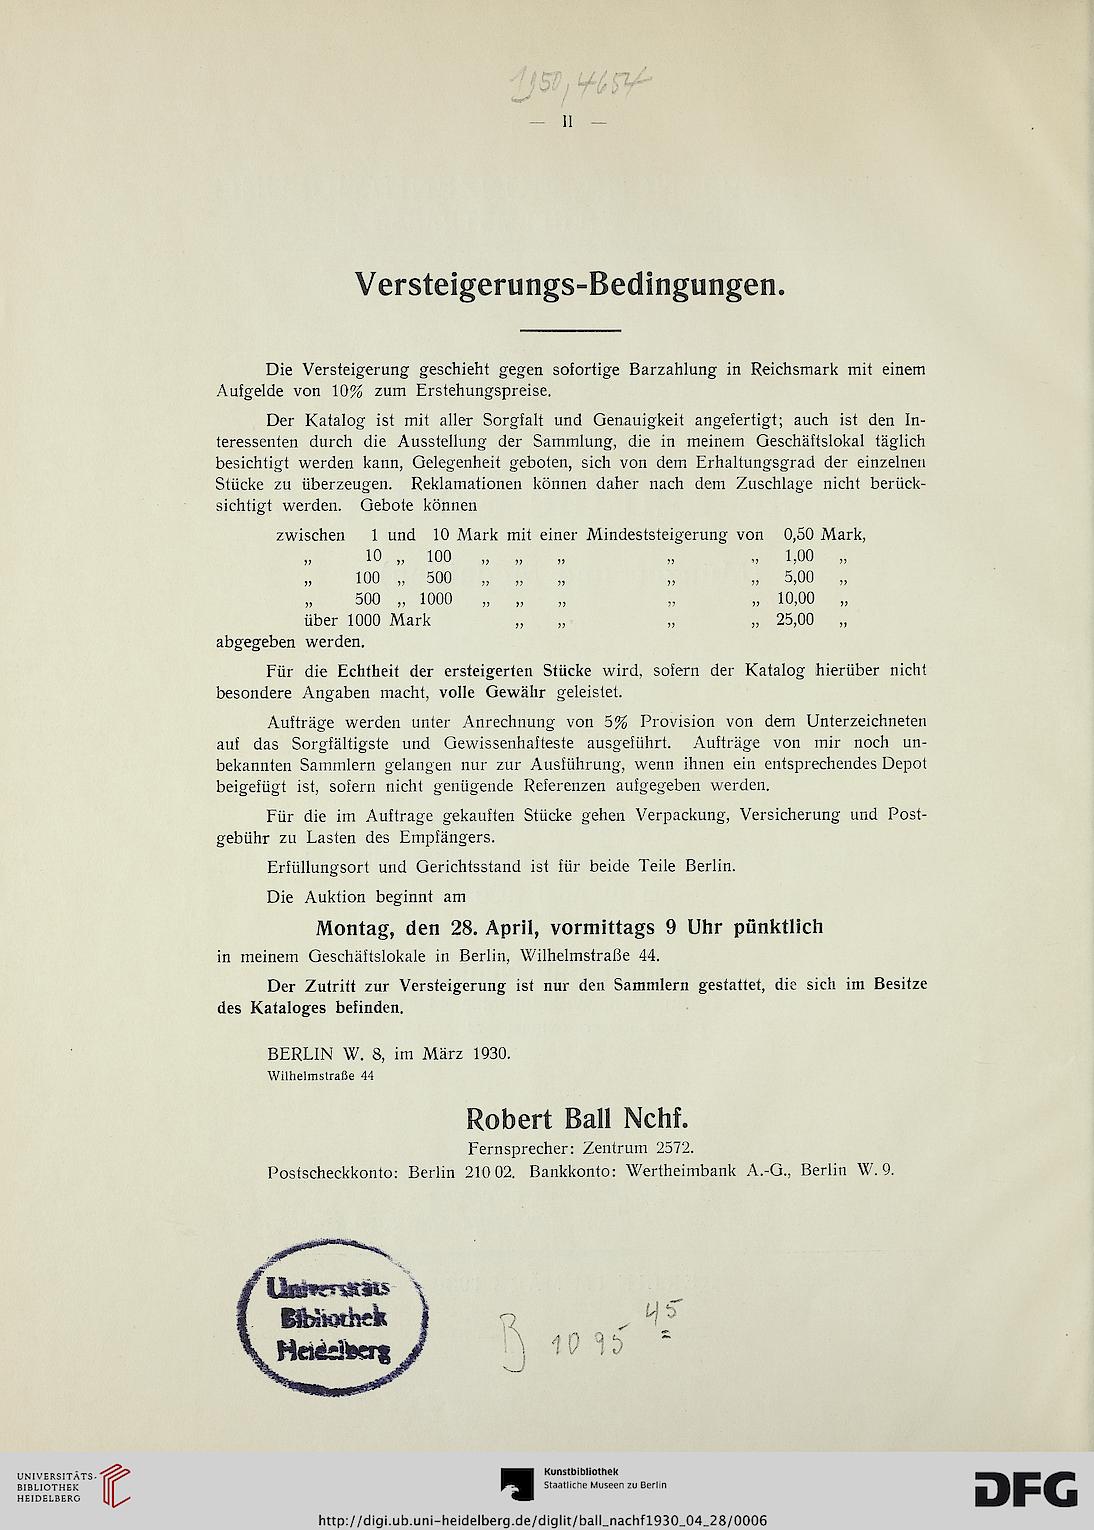 1950, 4654
— II —
Versteigerungs-Bedingungen.
Die Versteigerung geschieht gegen sofortige Barzahlung in Reichsmark mit einem
Aufgelde von 10% zum Erstehungspreise.
Der Katalog ist mit aller Sorgfalt und Genauigkeit angefertigt; auch ist den In-
teressenten durch die Ausstellung der Sammlung, die in meinem Geschäftslokal täglich
besichtigt werden kann, Gelegenheit geboten, sich von dem Erhaltungsgrad der einzelnen
Stücke zu überzeugen. Reklamationen können daher nach dem Zuschlage nicht berück-
sichtigt werden. Gebote können
zwischen 1 und 10 Mark mit einer Mindeststeigerung von 0,50 Mark,
„ 10 „ 100 „ „ „ „ „ 1,00 „
„ 100 „ 500 „ „ „ „ „ 5,00 „
„ 500 „ 1000 „ „ „ „ „ 10,00 „
über 1000 Mark „ „ „ „ 25,00 „
abgegeben werden.
Für die Echtheit der ersteigerten Stücke wird, sofern der Katalog hierüber nicht
besondere Angaben macht, volle Gewähr geleistet.
Aufträge werden unter Anrechnung von 5% Provision von dem Unterzeichneten
auf das Sorgfältigste und Gewissenhafteste ausgeführt. Aufträge von mir noch un-
bekannten Sammlern gelangen nur zur Ausführung, wenn ihnen ein entsprechendes Depot
beigefügt ist, sofern nicht genügende Referenzen aufgegeben werden.
Für die im Auftrage gekauften Stücke gehen Verpackung, Versicherung und Post-
gebühr zu Lasten des Empfängers.
Erfüllungsort und Gerichtsstand ist für beide Teile Berlin.
Die Auktion beginnt am
Montag, den 28. April, vormittags 9 Uhr pünktlich
in meinem Geschäftslokale in Berlin, Wilhelmstraße 44.
Der Zutritt zur Versteigerung ist nur den Sammlern gestattet, die sich im Besitze
des Kataloges befinden.
BERLIN W. 8, im März 1930.
Wilhelmstraße 44
Robert Ball Nchf.
Fernsprecher: Zentrum 2572.
Postscheckkonto: Berlin 210 02. Bankkonto: Wertheimbank A.-G., Berlin W. 9.
Universitäts-
Bibliothek
Heidelberg
B 1095 45
UNIVERSITÄTS-
BIBLIOTHEK
HEIDELBERG
Kunstbibliothek
Staatliche Museen zu Berlin
DFG
http://digi.ub.uni-heidelberg.de/diglit/ball_nachf1930_04_28/0006